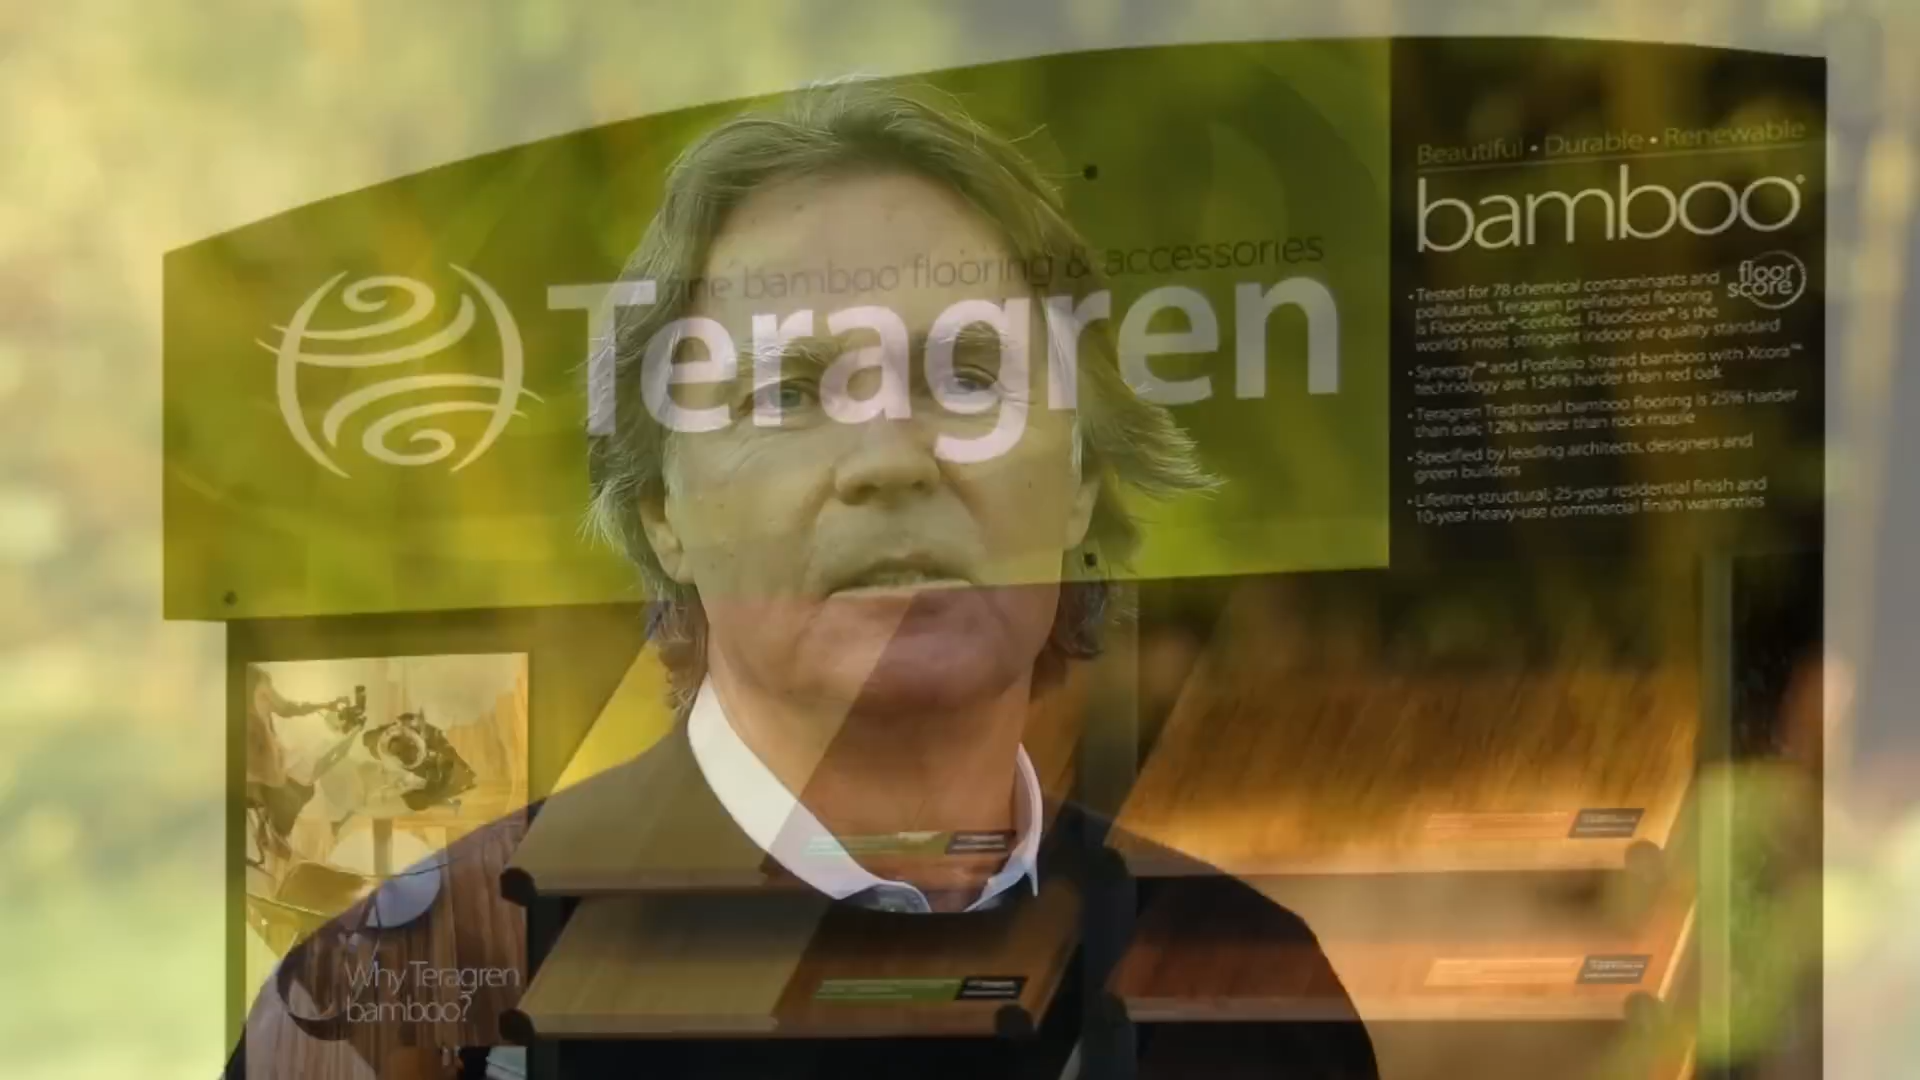 fine bamboo flooring & accessories
Teragren
Beautiful • Durable • Renewable
bamboo
floor
score
• Tested for 78 chemical contaminants and
pollutants, Teragren prefinished flooring
is FloorScore®-certified. FloorScore® is the
world's most stringent indoor air quality standard
• Synergy™ and Portfolio Strand bamboo with Xcora™
technology are 154% harder than red oak
• Teragren Traditional bamboo flooring is 25% harder
than oak; 12% harder than rock maple
• Specified by leading architects, designers and
green builders
• Lifetime structural; 25-year residential finish and
10-year heavy-use commercial finish warranties
Why Teragren
bamboo?